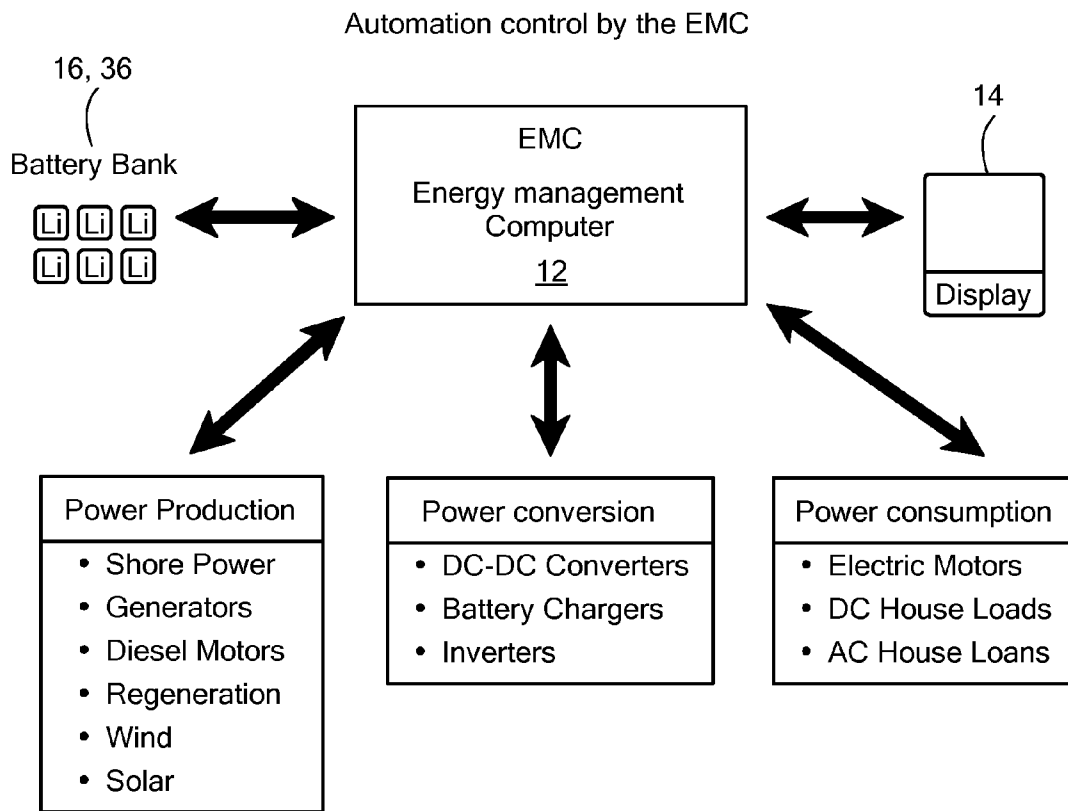 Automation control by the EMC
16, 36
Battery Bank
Li Li Li
Li Li Li
EMC
Energy management
Computer
12
14
Display
Power Production
• Shore Power
• Generators
• Diesel Motors
• Regeneration
• Wind
• Solar
Power conversion
• DC-DC Converters
• Battery Chargers
• Inverters
Power consumption
• Electric Motors
• DC House Loads
• AC House Loans